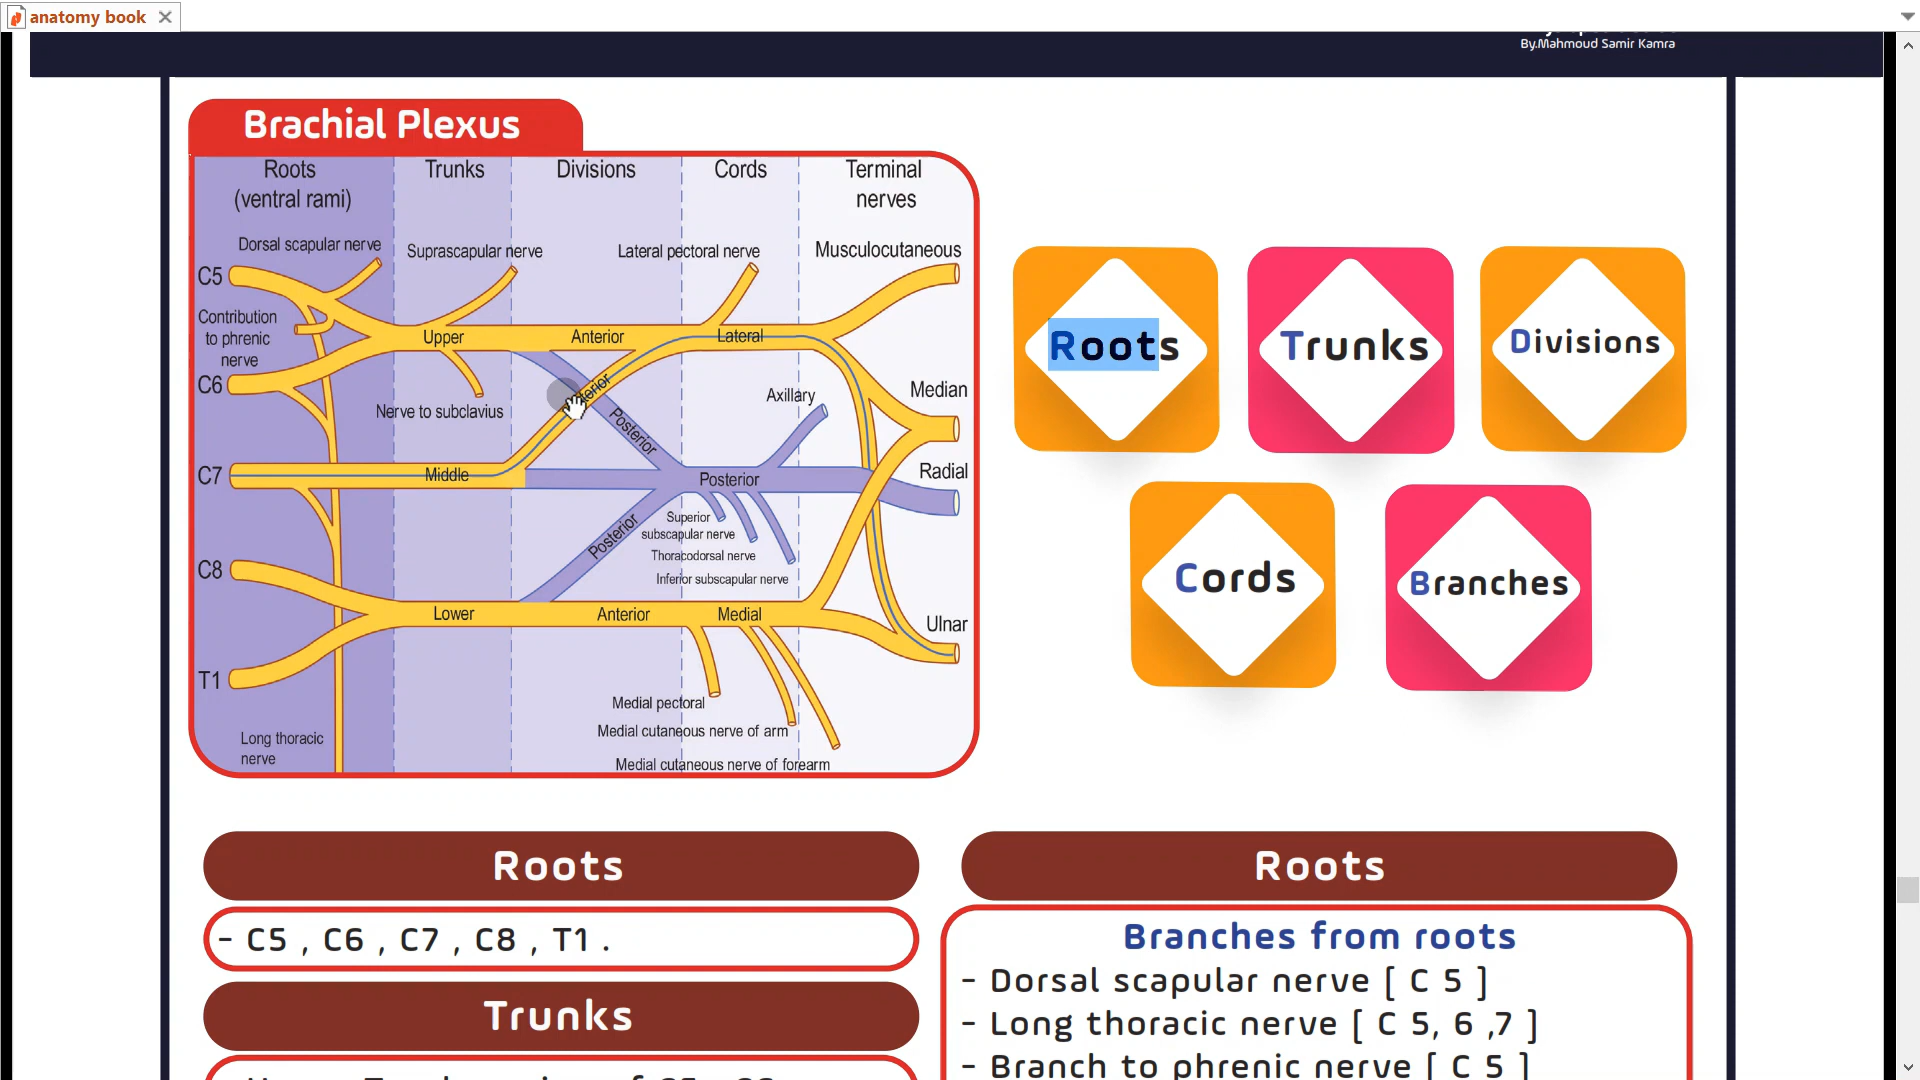 anatomy book
By.Mahmoud Samir Kamra
Brachial Plexus
Roots
(ventral rami)
Trunks
Divisions
Cords
Terminal
nerves
Dorsal scapular nerve
Suprascapular nerve
Lateral pectoral nerve
Musculocutaneous
C5
Contribution
to phrenic
nerve
Upper
Anterior
Lateral
C6
Nerve to subclavius
Posterior
Axillary
Median
C7
Middle
Posterior
Radial
Posterior
Superior
subscapular nerve
Thoracodorsal nerve
Inferior subscapular nerve
C8
Lower
Anterior
Medial
Ulnar
T1
Medial pectoral
Medial cutaneous nerve of arm
Medial cutaneous nerve of forearm
Long thoracic
nerve
Roots
Trunks
Divisions
Cords
Branches
Roots
- C5 , C6 , C7 , C8 , T1 .
Trunks
Roots
Branches from roots
- Dorsal scapular nerve [ C 5 ]
- Long thoracic nerve [ C 5, 6 ,7 ]
- Branch to phrenic nerve [ C 5 ]